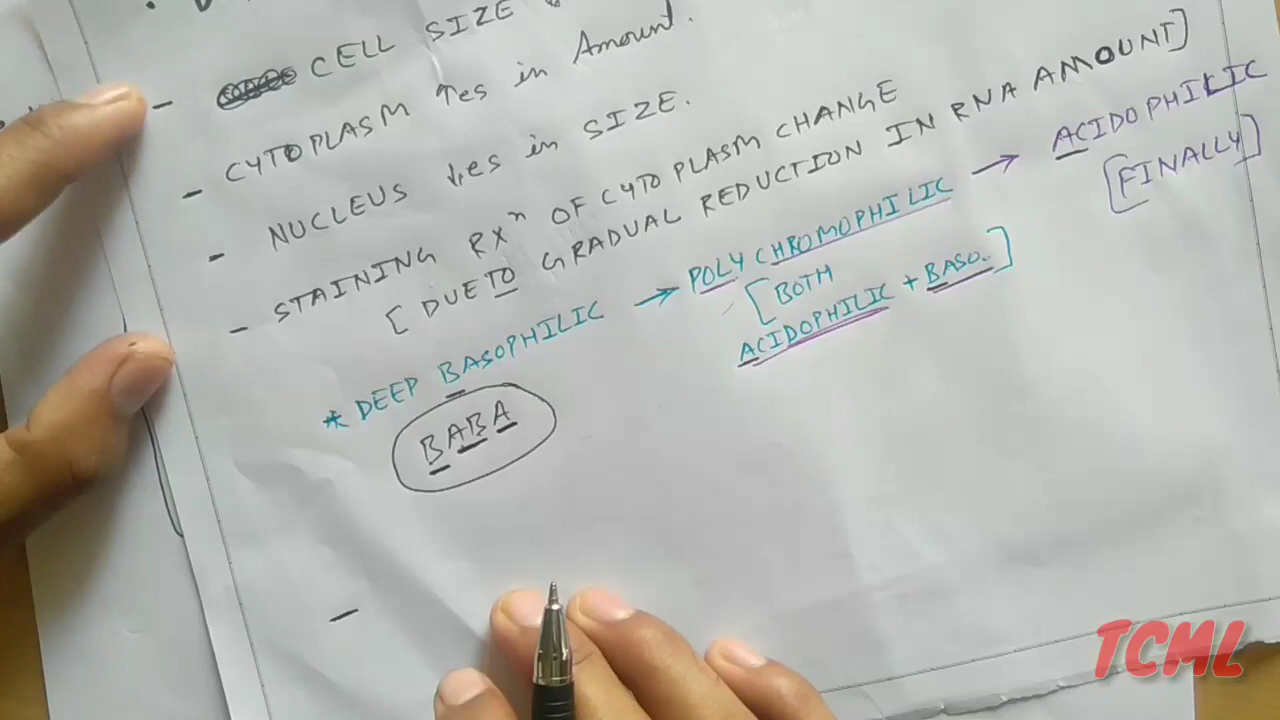 - CELL SIZE ↓
- CYTOPLASM ↑es in Amount.
- NUCLEUS ↓es in SIZE.
- STAINING RXⁿ OF CYTOPLASM CHANGE
[DUE TO GRADUAL REDUCTION IN RNA AMOUNT]
* DEEP BASOPHILIC → POLYCHROMOPHILIC → ACIDOPHILIC
[BOTH ACIDOPHILIC + BASO.]
[FINALLY]
BABA
-
TCML